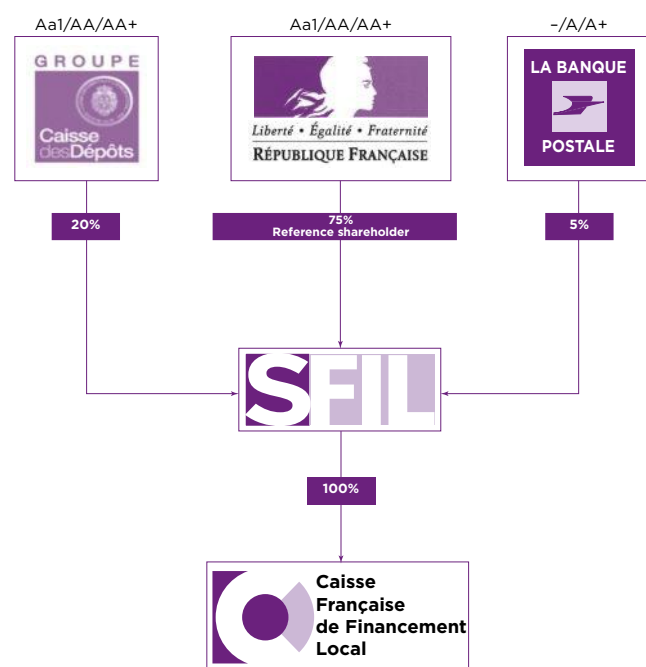 Aa1/AA/AA+
Aa1/AA/AA+
–/A/A+
GROUPE
Caisse
desDépôts
Liberté • Égalité • Fraternité
RÉPUBLIQUE FRANÇAISE
LA BANQUE
POSTALE
20%
75%
Reference shareholder
5%
SFIL
100%
Caisse
Française
de Financement
Local